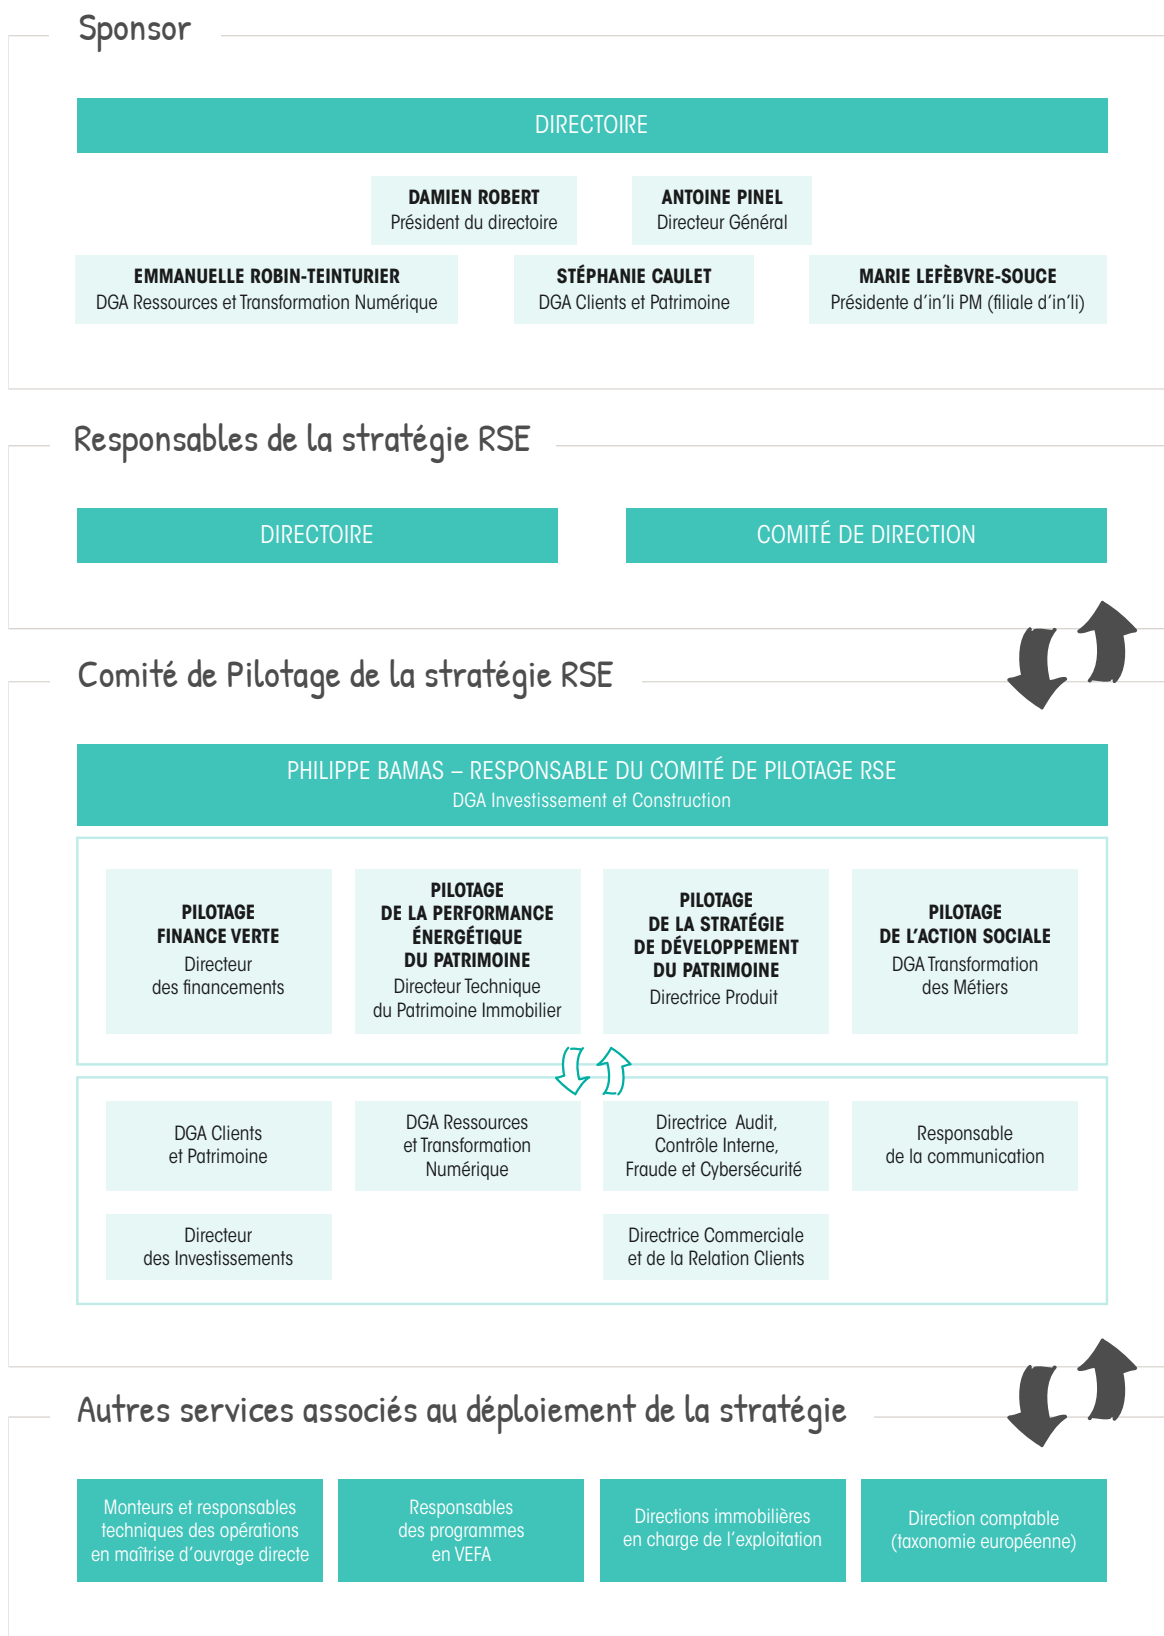 Sponsor
DIRECTOIRE
DAMIEN ROBERT
Président du directoire
ANTOINE PINEL
Directeur Général
EMMANUELLE ROBIN-TEINTURIER
DGA Ressources et Transformation Numérique
STÉPHANIE CAULET
DGA Clients et Patrimoine
MARIE LEFÈBVRE-SOUCE
Présidente d’in’li PM (filiale d’in’li)
Responsables de la stratégie RSE
DIRECTOIRE
COMITÉ DE DIRECTION
Comité de Pilotage de la stratégie RSE
PHILIPPE BAMAS – RESPONSABLE DU COMITÉ DE PILOTAGE RSE
DGA Investissement et Construction
PILOTAGE
FINANCE VERTE
Directeur
des financements
PILOTAGE
DE LA PERFORMANCE
ÉNERGÉTIQUE
DU PATRIMOINE
Directeur Technique
du Patrimoine Immobilier
PILOTAGE
DE LA STRATÉGIE
DE DÉVELOPPEMENT
DU PATRIMOINE
Directrice Produit
PILOTAGE
DE L’ACTION SOCIALE
DGA Transformation
des Métiers
DGA Clients
et Patrimoine
DGA Ressources
et Transformation
Numérique
Directrice Audit,
Contrôle Interne,
Fraude et Cybersécurité
Responsable
de la communication
Directeur
des Investissements
Directrice Commerciale
et de la Relation Clients
Autres services associés au déploiement de la stratégie
Monteurs et responsables
techniques des opérations
en maîtrise d’ouvrage directe
Responsables
des programmes
en VEFA
Directions immobilières
en charge de l’exploitation
Direction comptable
(taxonomie européenne)